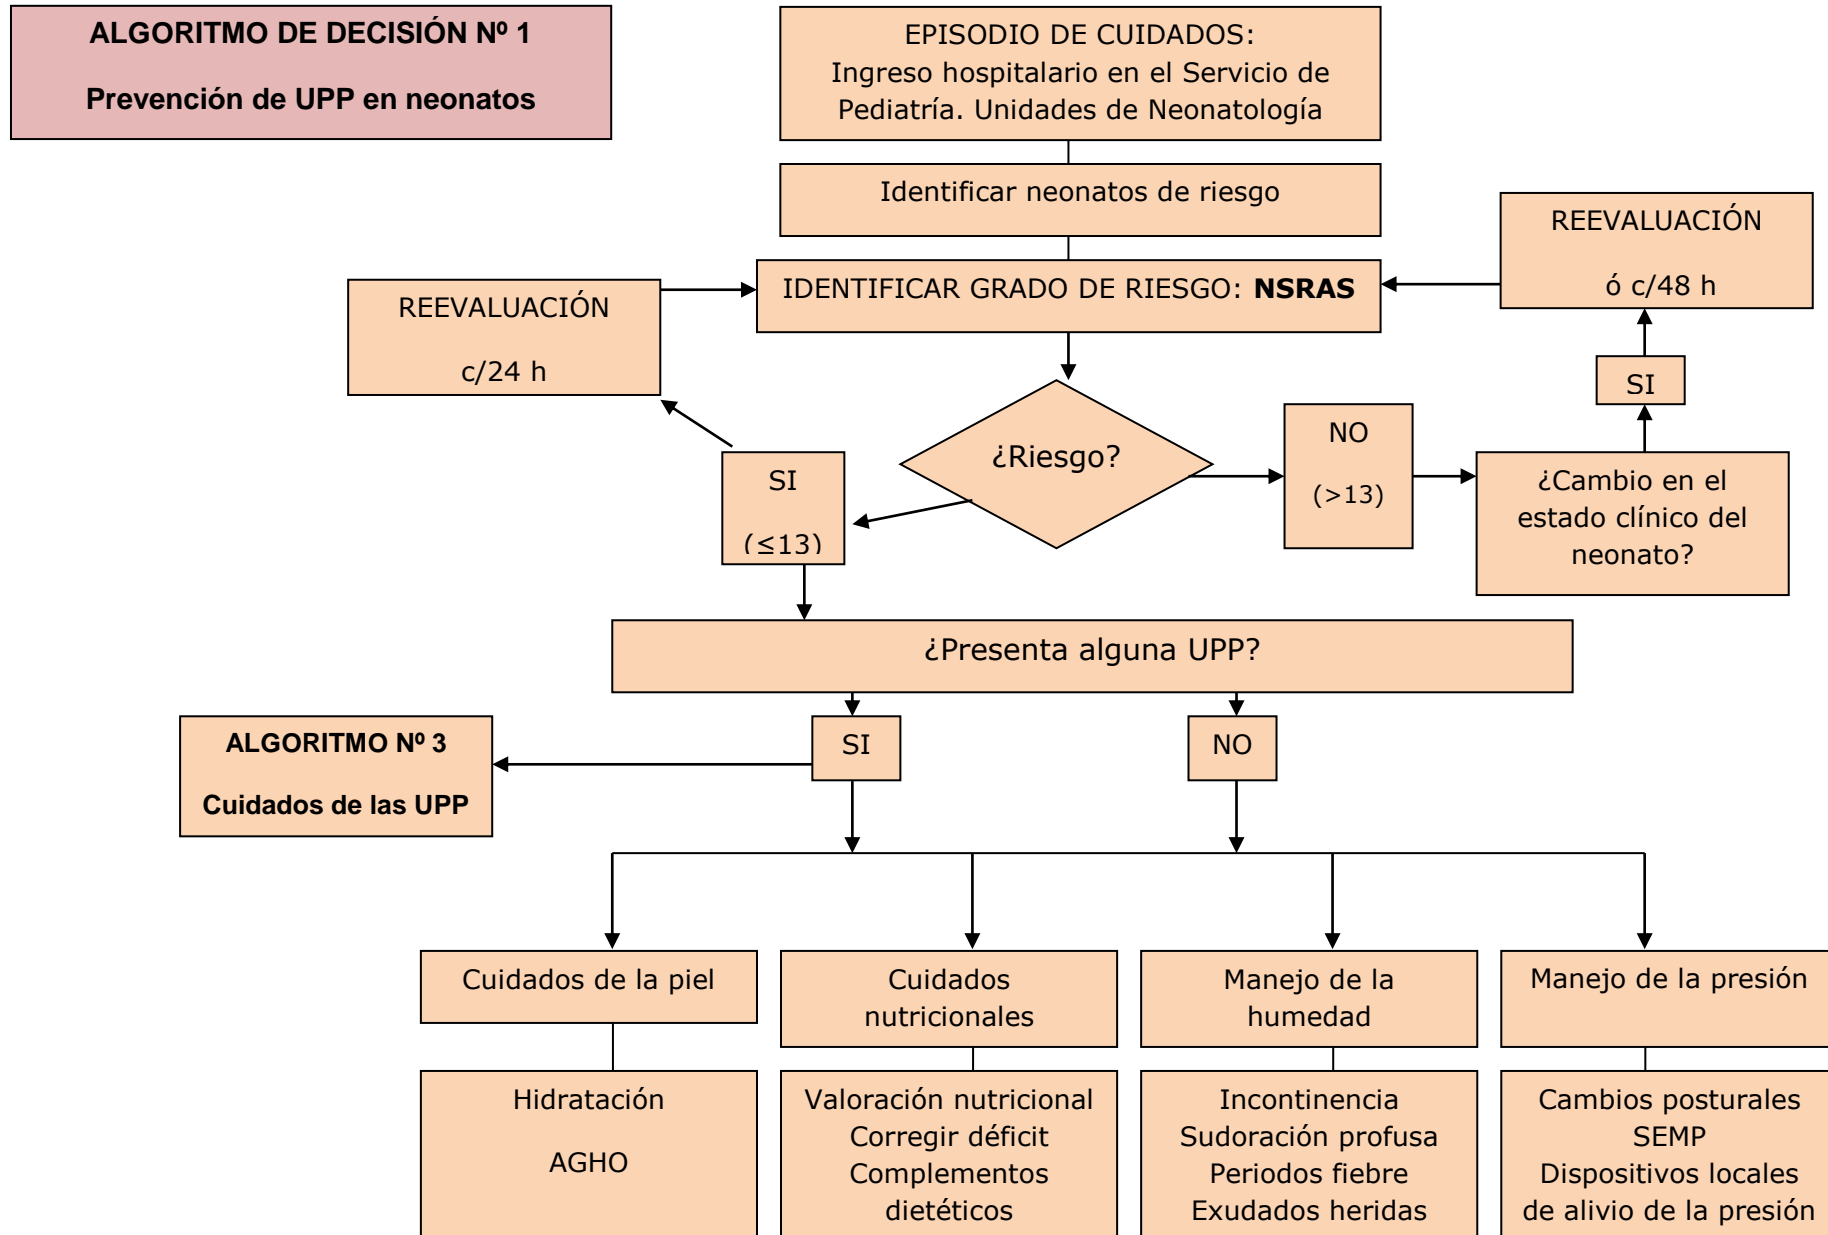 ALGORITMO DE DECISIÓN Nº 1
Prevención de UPP en neonatos
EPISODIO DE CUIDADOS:
Ingreso hospitalario en el Servicio de
Pediatría. Unidades de Neonatología
Identificar neonatos de riesgo
REEVALUACIÓN
ó c/48 h
IDENTIFICAR GRADO DE RIESGO: NSRAS
REEVALUACIÓN
c/24 h
SI
¿Riesgo?
NO
(>13)
SI
(≤13)
¿Cambio en el
estado clínico del
neonato?
¿Presenta alguna UPP?
ALGORITMO Nº 3
Cuidados de las UPP
SI
NO
Cuidados de la piel
Cuidados
nutricionales
Manejo de la
humedad
Manejo de la presión
Hidratación
AGHO
Valoración nutricional
Corregir déficit
Complementos
dietéticos
Incontinencia
Sudoración profusa
Periodos fiebre
Exudados heridas
Cambios posturales
SEMP
Dispositivos locales
de alivio de la presión